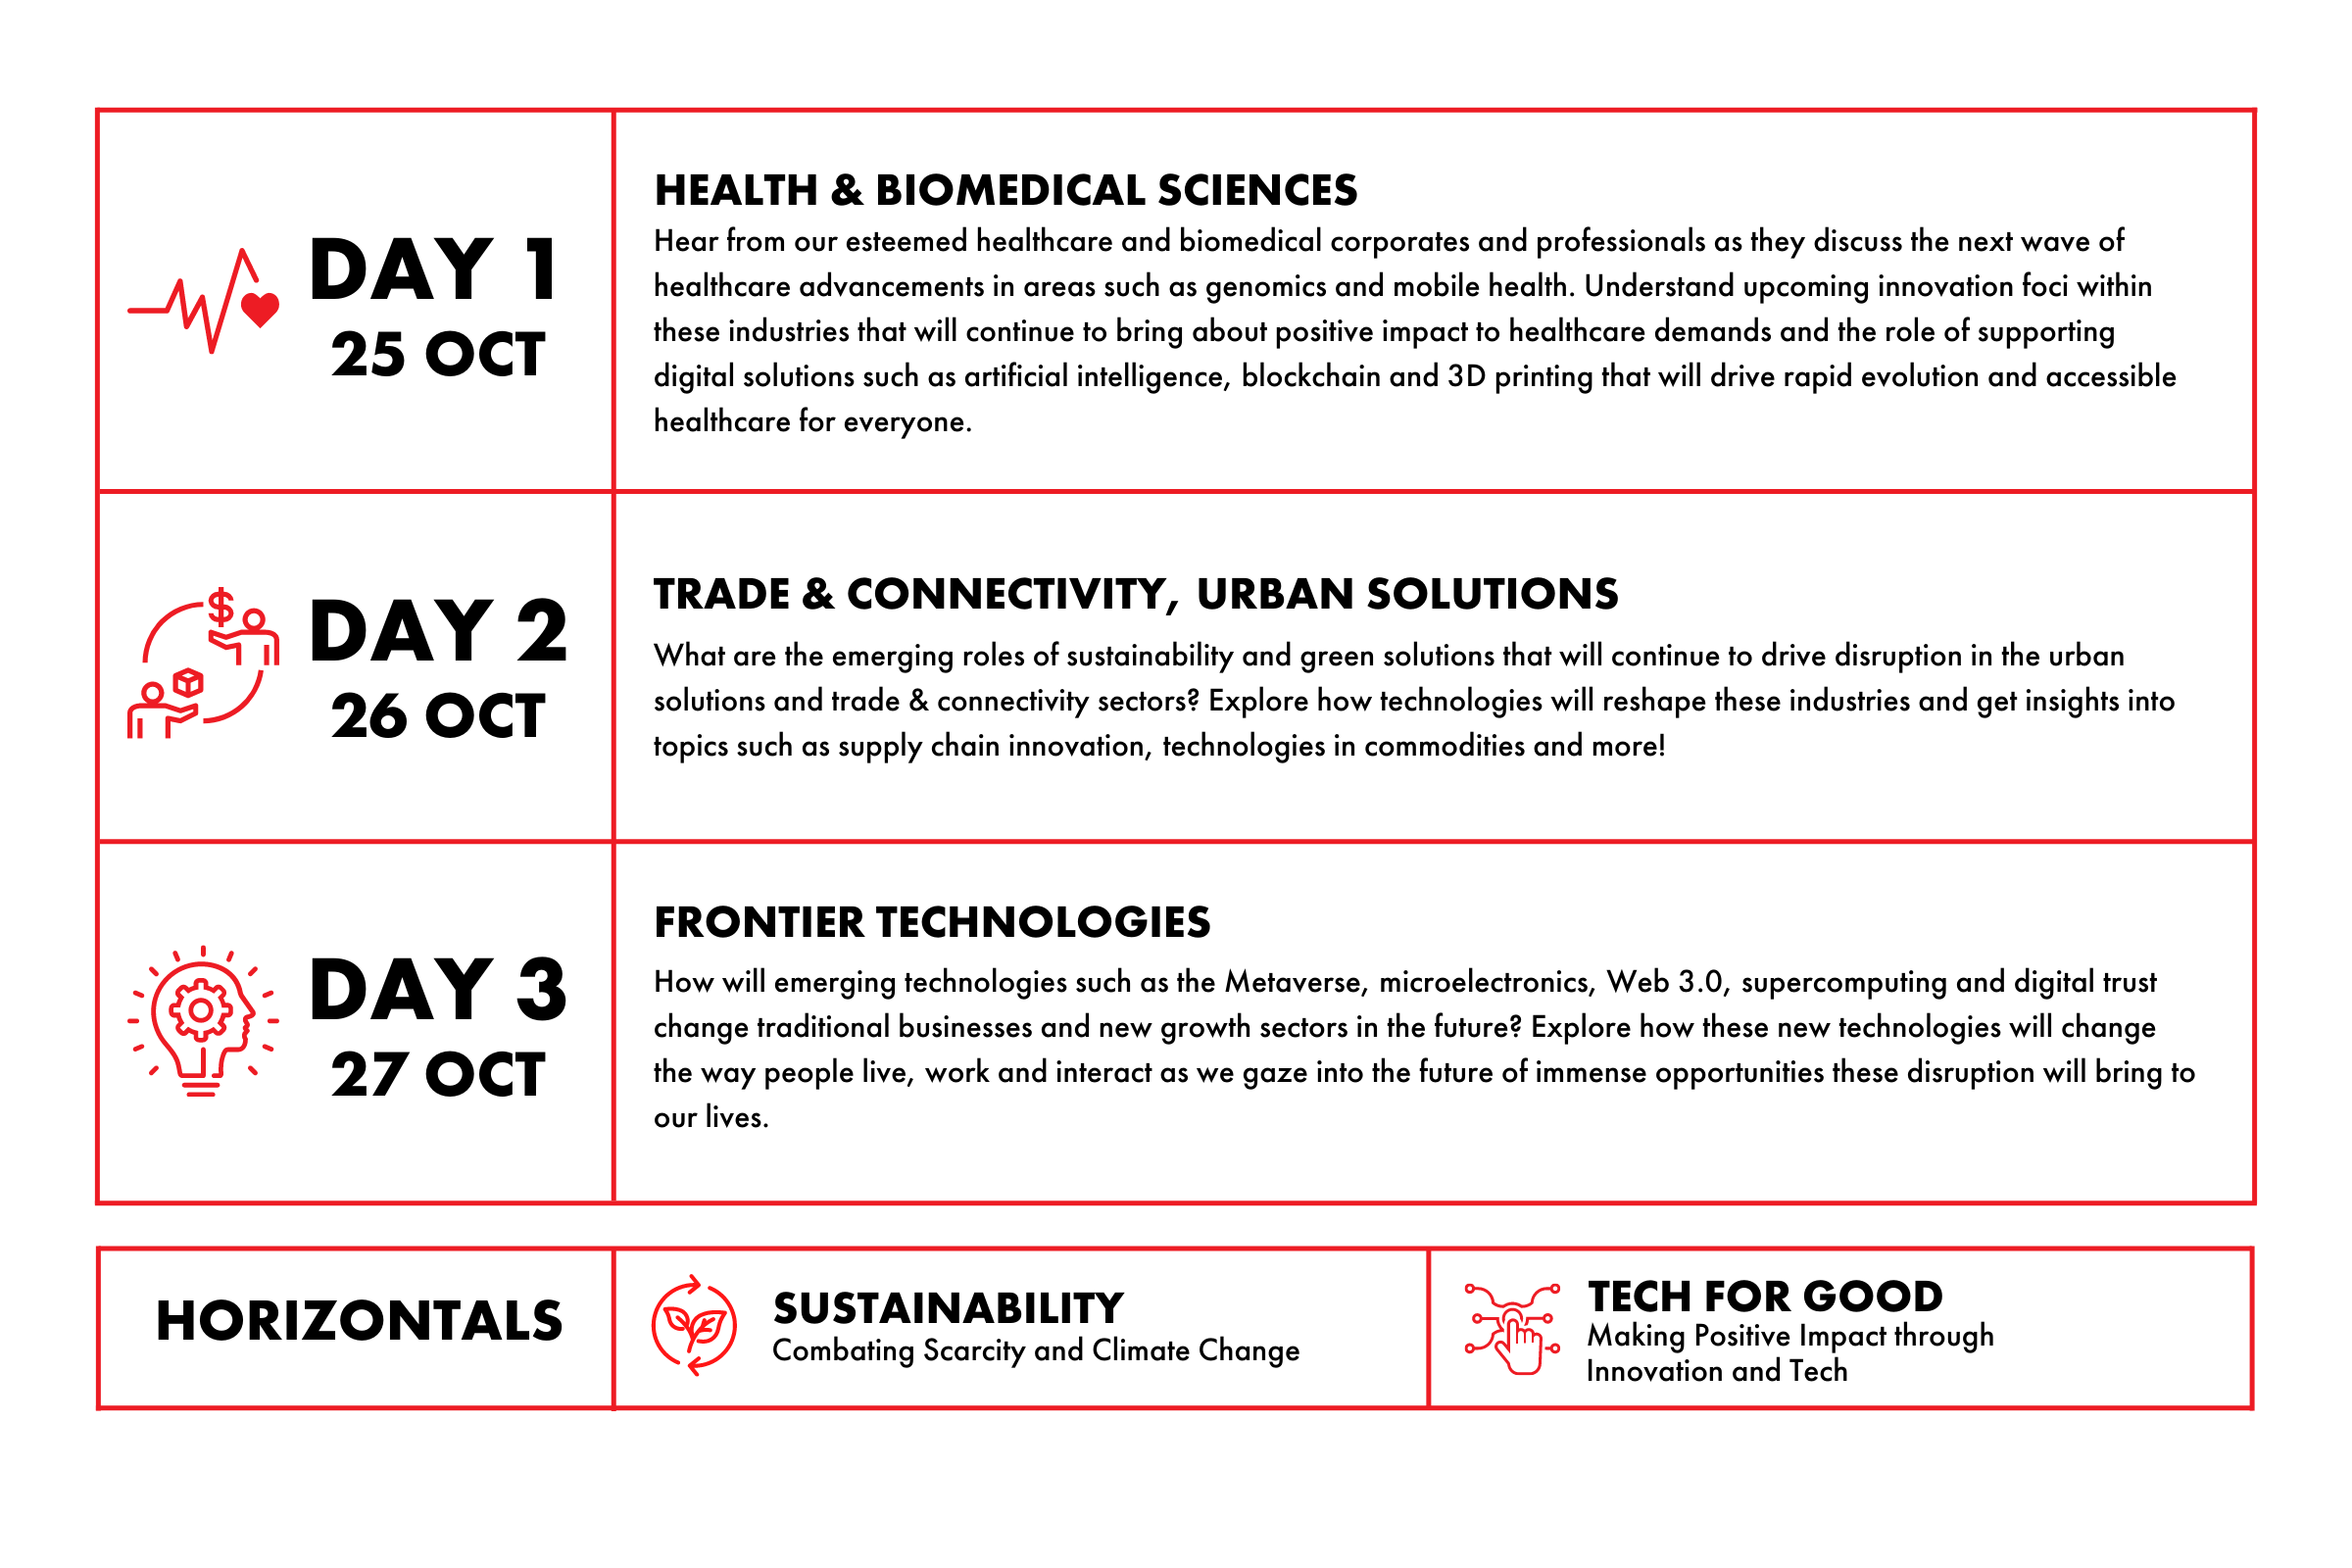 DAY 1
25 OCT
HEALTH & BIOMEDICAL SCIENCES
Hear from our esteemed healthcare and biomedical corporates and professionals as they discuss the next wave of
healthcare advancements in areas such as genomics and mobile health. Understand upcoming innovation foci within
these industries that will continue to bring about positive impact to healthcare demands and the role of supporting
digital solutions such as artificial intelligence, blockchain and 3D printing that will drive rapid evolution and accessible
healthcare for everyone.
DAY 2
26 OCT
TRADE & CONNECTIVITY, URBAN SOLUTIONS
What are the emerging roles of sustainability and green solutions that will continue to drive disruption in the urban
solutions and trade & connectivity sectors? Explore how technologies will reshape these industries and get insights into
topics such as supply chain innovation, technologies in commodities and more!
DAY 3
27 OCT
FRONTIER TECHNOLOGIES
How will emerging technologies such as the Metaverse, microelectronics, Web 3.0, supercomputing and digital trust
change traditional businesses and new growth sectors in the future? Explore how these new technologies will change
the way people live, work and interact as we gaze into the future of immense opportunities these disruption will bring to
our lives.
HORIZONTALS
SUSTAINABILITY
Combating Scarcity and Climate Change
TECH FOR GOOD
Making Positive Impact through
Innovation and Tech